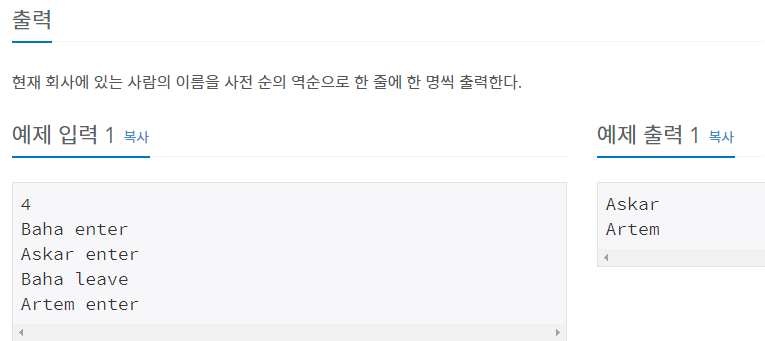 출력
현재 회사에 있는 사람의 이름을 사전 순의 역순으로 한 줄에 한 명씩 출력한다.
예제 입력 1 복사
4
Baha enter
Askar enter
Baha leave
Artem enter
예제 출력 1 복사
Askar
Artem